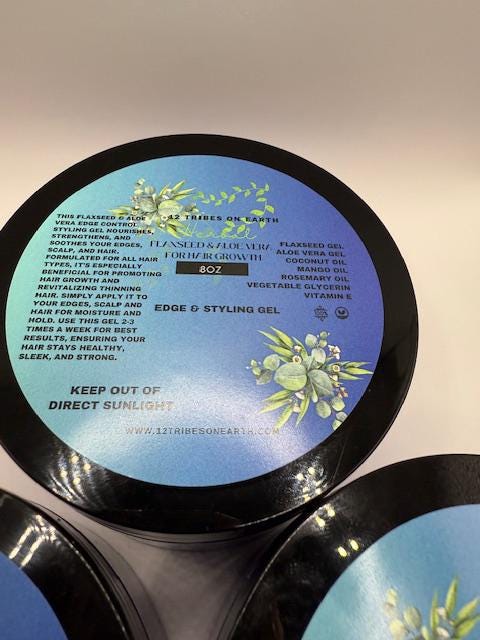 12 TRIBES ON EARTH
Herbal
FLAXSEED & ALOE VERA
FOR HAIR GROWTH
8OZ
EDGE & STYLING GEL
THIS FLAXSEED & ALOE
VERA EDGE CONTROL
STYLING GEL NOURISHES,
STRENGTHENS, AND
SOOTHES YOUR EDGES,
SCALP, AND HAIR.
FORMULATED FOR ALL HAIR
TYPES, IT'S ESPECIALLY
BENEFICIAL FOR PROMOTING
HAIR GROWTH AND
REVITALIZING THINNING
HAIR. SIMPLY APPLY IT TO
YOUR EDGES, SCALP AND
HAIR FOR MOISTURE AND
HOLD. USE THIS GEL 2-3
TIMES A WEEK FOR BEST
RESULTS, ENSURING YOUR
HAIR STAYS HEALTHY,
SLEEK, AND STRONG.
FLAXSEED GEL
ALOE VERA GEL
COCONUT OIL
MANGO OIL
ROSEMARY OIL
VEGETABLE GLYCERIN
VITAMIN E
KEEP OUT OF
DIRECT SUNLIGHT
WWW.12TRIBESONEARTH.COM